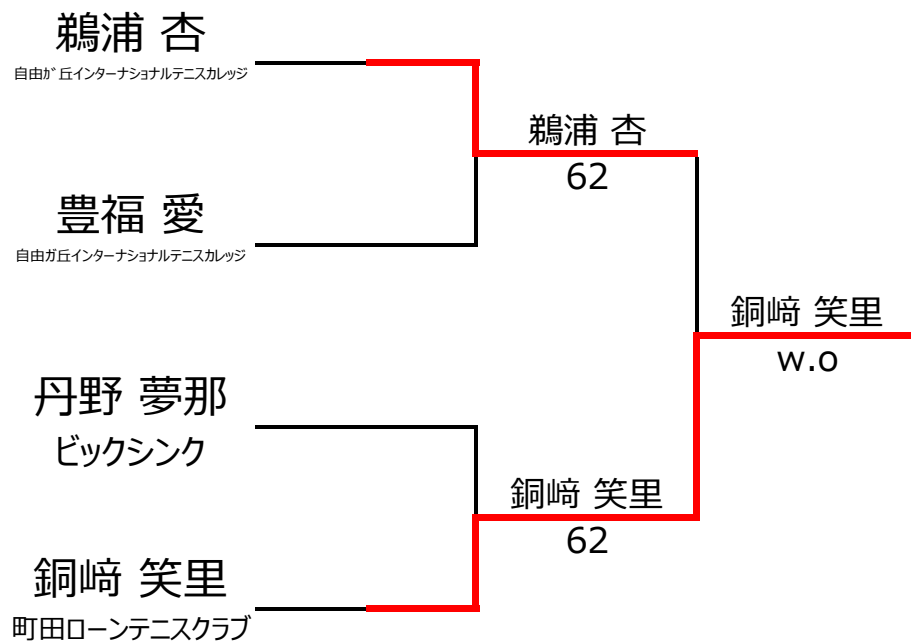 鵜浦 杏
自由が丘インターナショナルテニスカレッジ
鵜浦 杏
62
豊福 愛
自由ガ丘インターナショナルテニスカレッジ
銅﨑 笑里
w.o
丹野 夢那
ビックシンク
銅﨑 笑里
62
銅﨑 笑里
町田ローンテニスクラブ